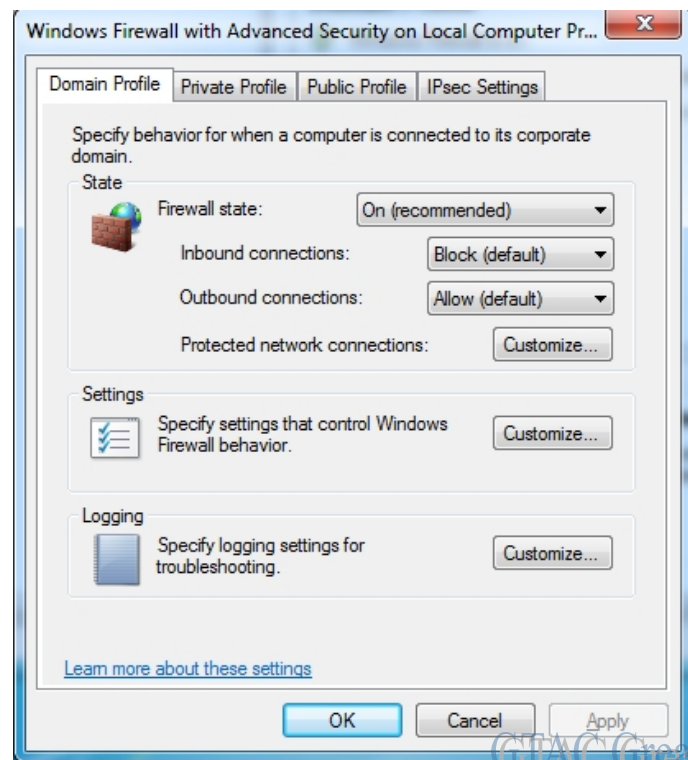 Windows Firewall with Advanced Security on Local Computer Pr...
Domain Profile Private Profile Public Profile IPsec Settings
Specify behavior for when a computer is connected to its corporate
domain.
State
Firewall state: On (recommended)
Inbound connections: Block (default)
Outbound connections: Allow (default)
Protected network connections: Customize...
Settings
Specify settings that control Windows
Firewall behavior.
Customize...
Logging
Specify logging settings for
troubleshooting.
Customize...
Learn more about these settings
OK Cancel Apply
GTAC Grea